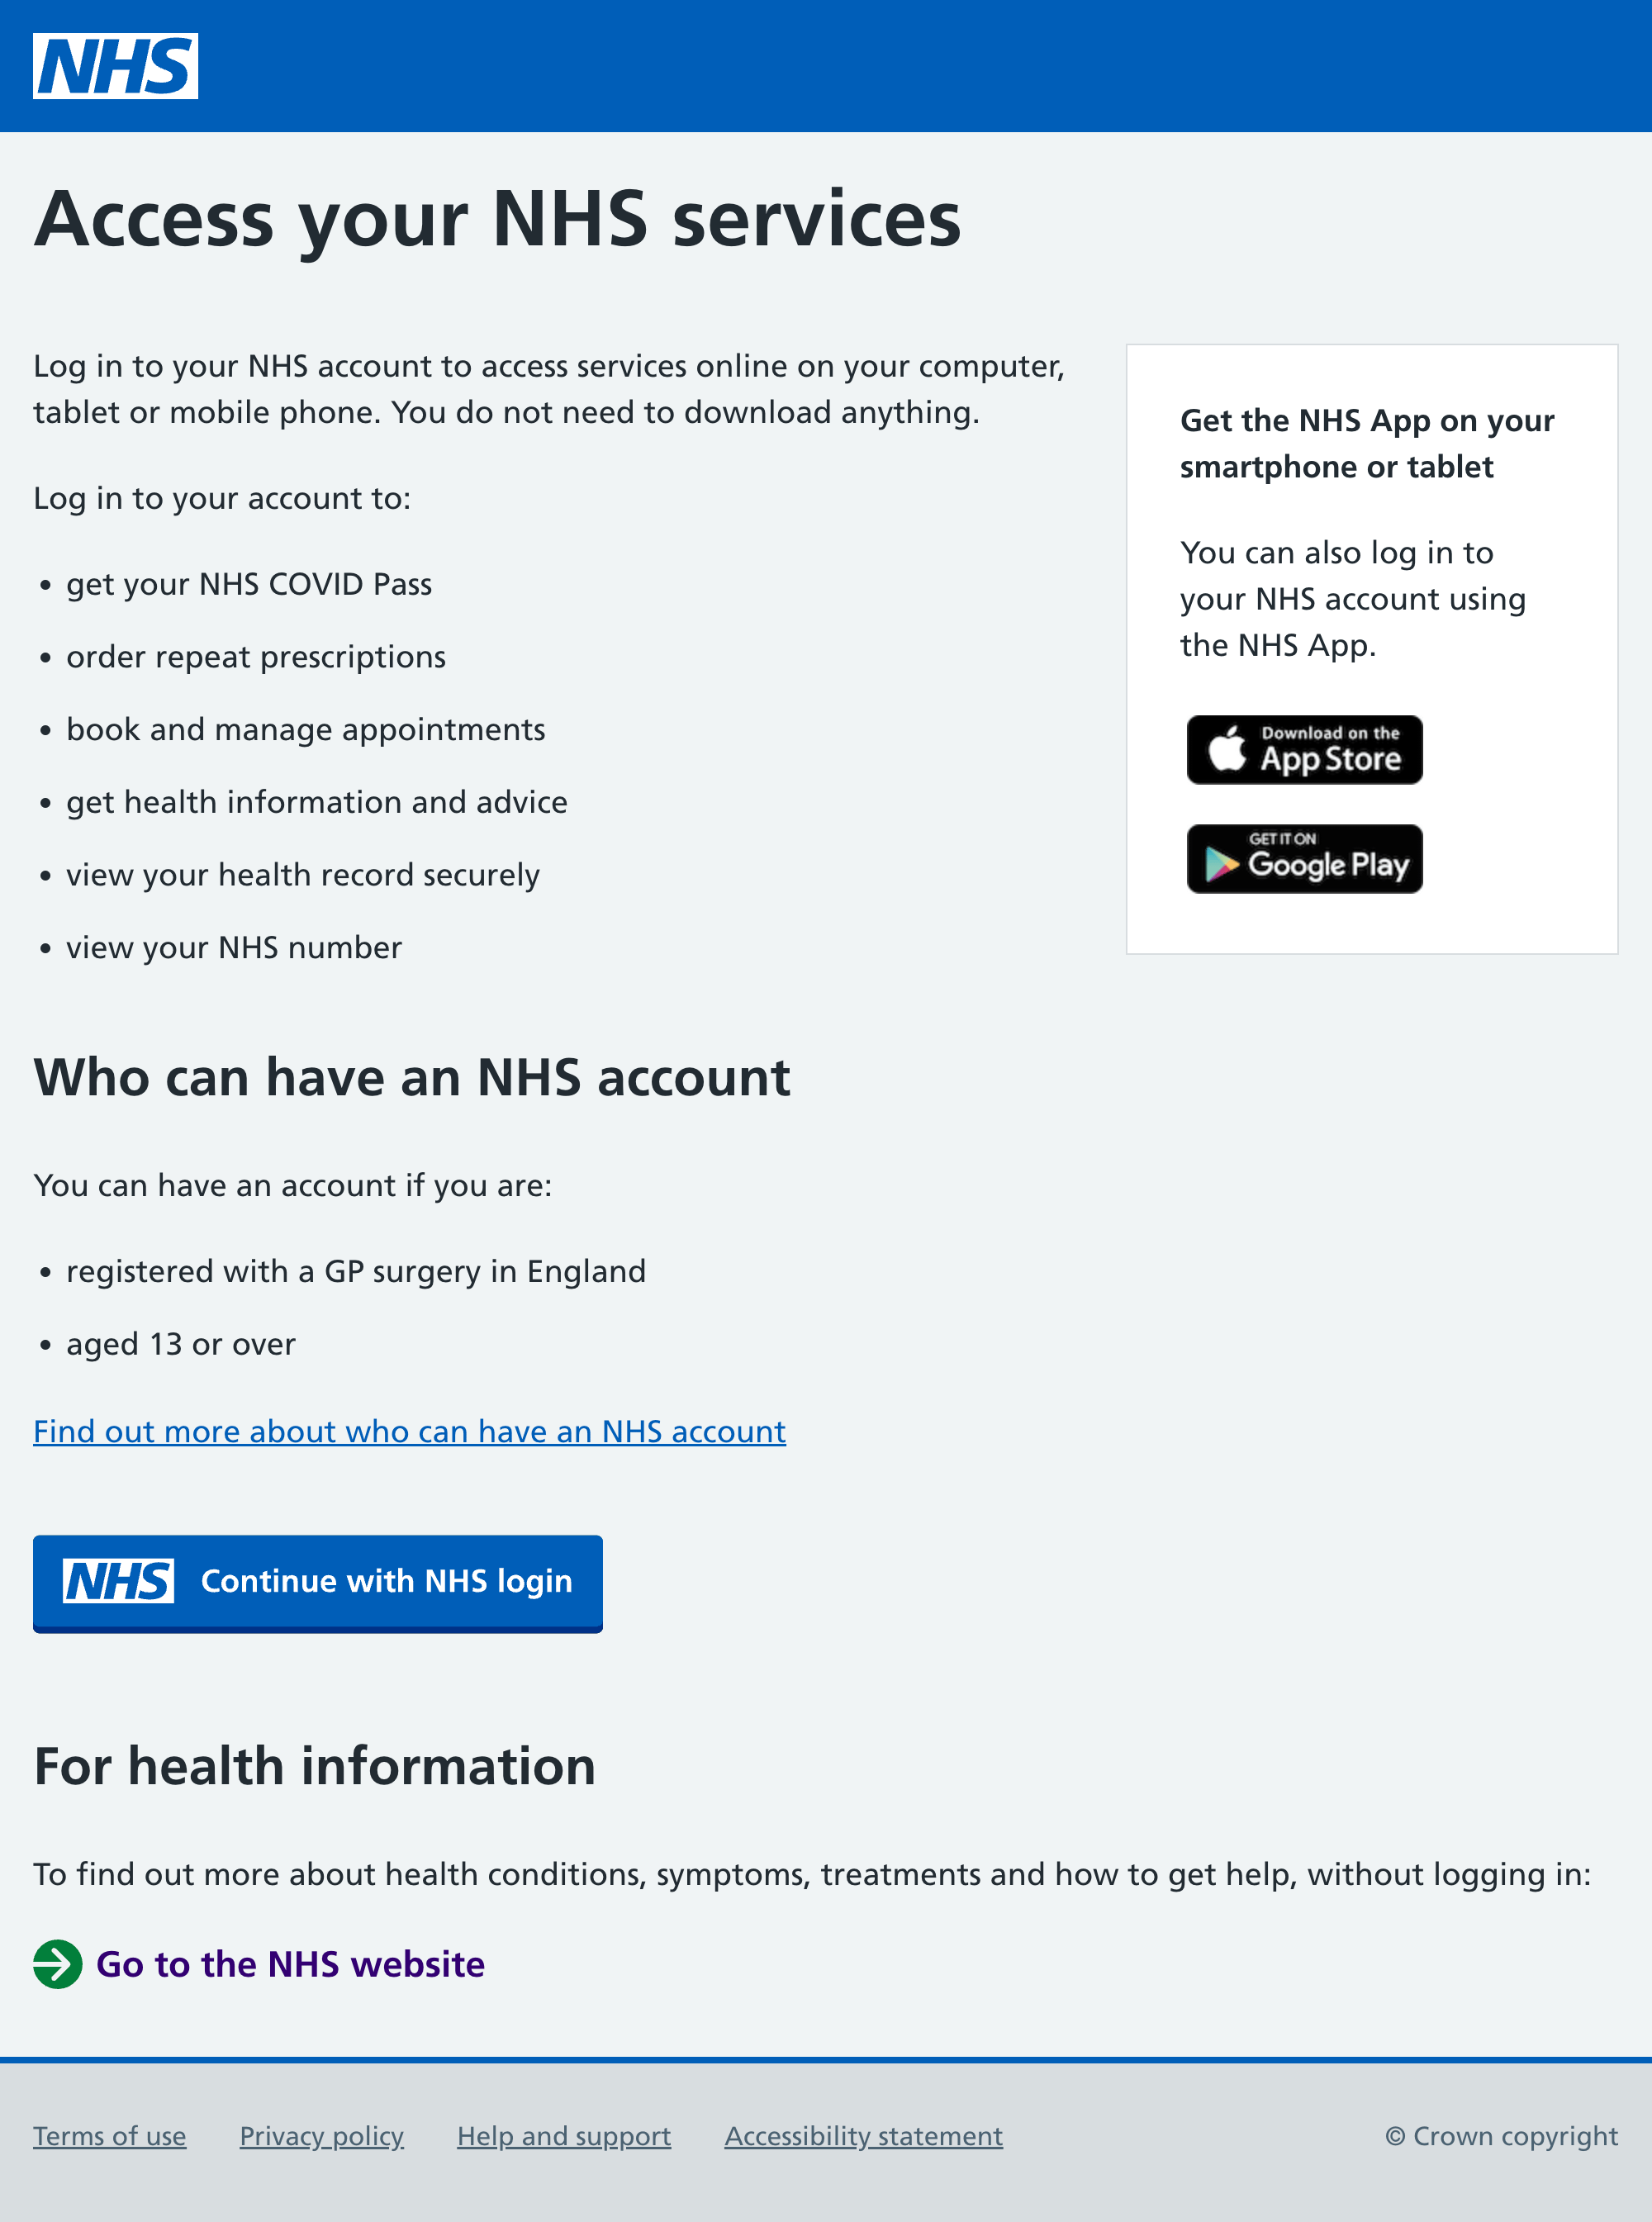 NHS
Access your NHS services
Log in to your NHS account to access services online on your computer,
tablet or mobile phone. You do not need to download anything.
Log in to your account to:
• get your NHS COVID Pass
• order repeat prescriptions
• book and manage appointments
• get health information and advice
• view your health record securely
• view your NHS number
Get the NHS App on your
smartphone or tablet
You can also log in to
your NHS account using
the NHS App.
Download on the
App Store
GET IT ON
Google Play
Who can have an NHS account
You can have an account if you are:
• registered with a GP surgery in England
• aged 13 or over
Find out more about who can have an NHS account
NHS Continue with NHS login
For health information
To find out more about health conditions, symptoms, treatments and how to get help, without logging in:
Go to the NHS website
Terms of use Privacy policy Help and support Accessibility statement © Crown copyright